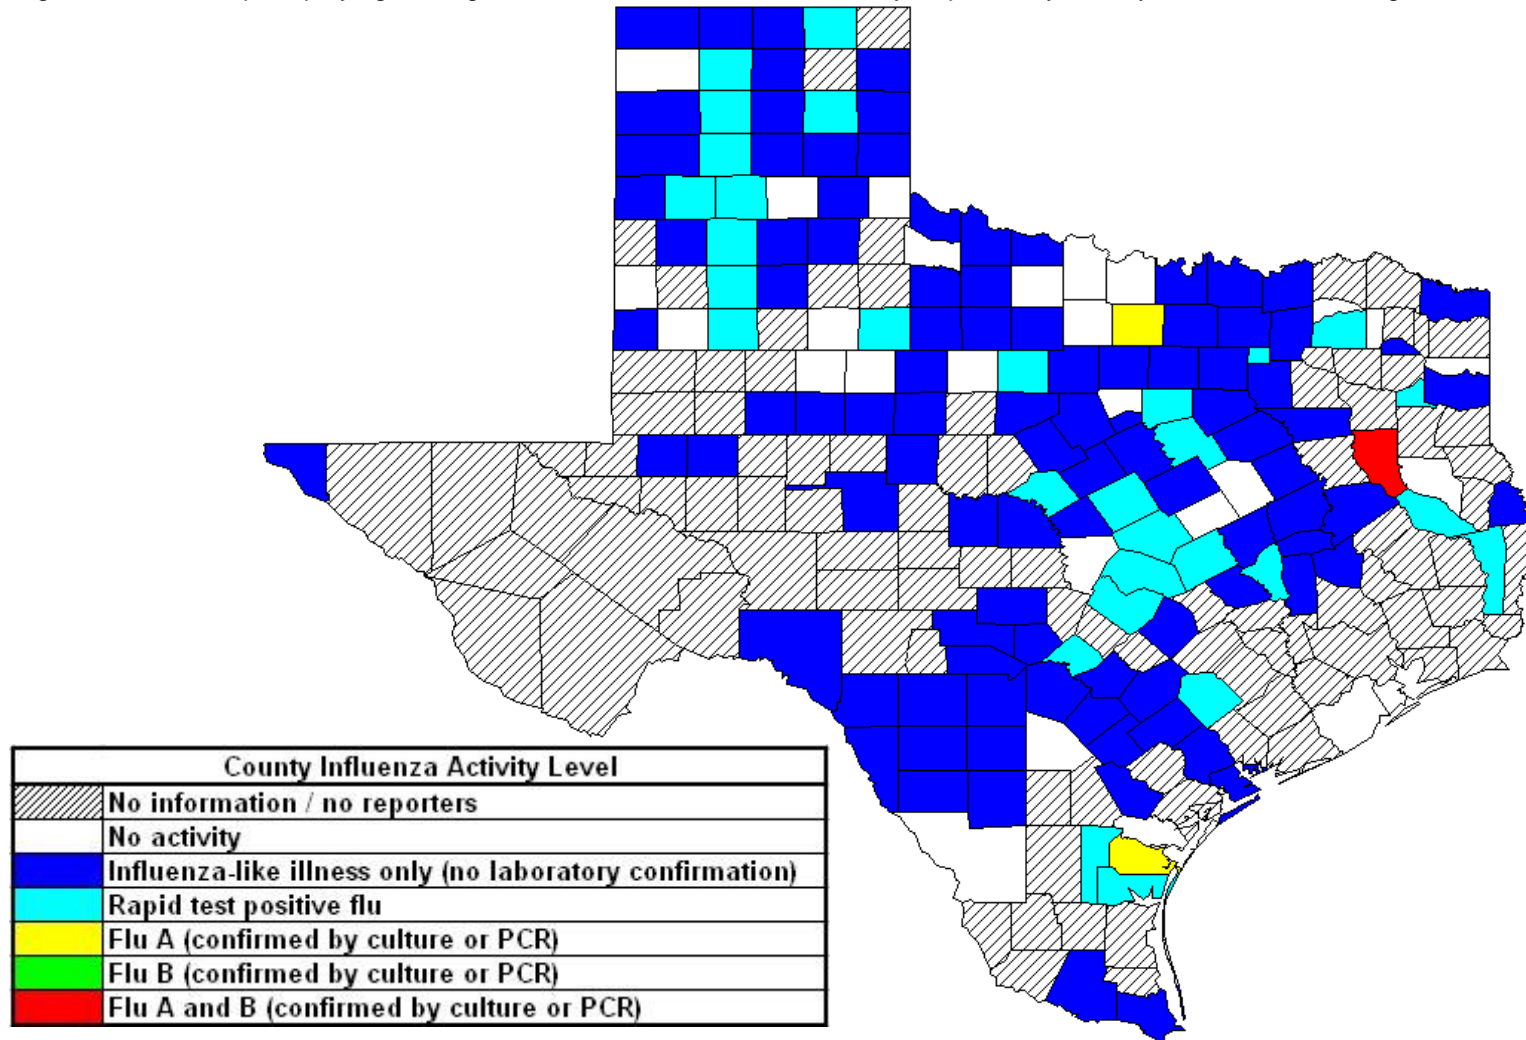 County Influenza Activity Level
No information / no reporters
No activity
Influenza-like illness only (no laboratory confirmation)
Rapid test positive flu
Flu A (confirmed by culture or PCR)
Flu B (confirmed by culture or PCR)
Flu A and B (confirmed by culture or PCR)